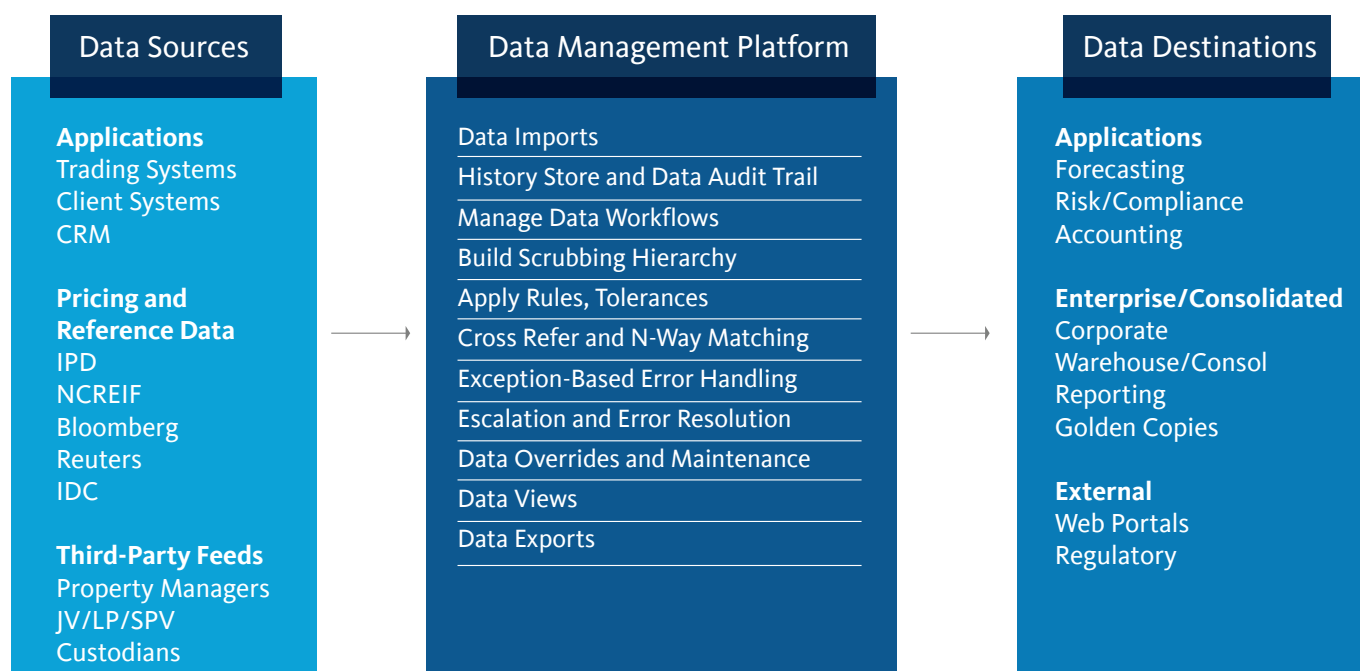 Data Sources
Applications
Trading Systems
Client Systems
CRM
Pricing and
Reference Data
IPD
NCREIF
Bloomberg
Reuters
IDC
Third-Party Feeds
Property Managers
JV/LP/SPV
Custodians
Data Management Platform
Data Imports
History Store and Data Audit Trail
Manage Data Workflows
Build Scrubbing Hierarchy
Apply Rules, Tolerances
Cross Refer and N-Way Matching
Exception-Based Error Handling
Escalation and Error Resolution
Data Overrides and Maintenance
Data Views
Data Exports
Data Destinations
Applications
Forecasting
Risk/Compliance
Accounting
Enterprise/Consolidated
Corporate
Warehouse/Consol
Reporting
Golden Copies
External
Web Portals
Regulatory